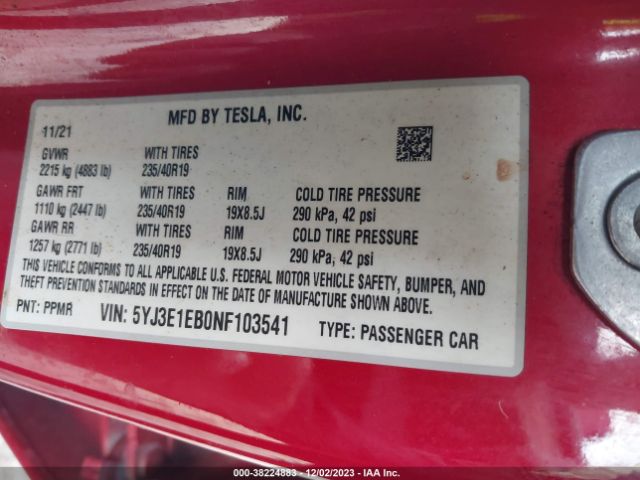 MFD BY TESLA, INC.
11/21
GVWR WITH TIRES
2215 kg (4883 lb) 235/40R19
GAWR FRT WITH TIRES RIM COLD TIRE PRESSURE
1110 kg (2447 lb) 235/40R19 19X8.5J 290 kPa, 42 psi
GAWR RR WITH TIRES RIM COLD TIRE PRESSURE
1257 kg (2771 lb) 235/40R19 19X8.5J 290 kPa, 42 psi
THIS VEHICLE CONFORMS TO ALL APPLICABLE U.S. FEDERAL MOTOR VEHICLE SAFETY, BUMPER, AND
THEFT PREVENTION STANDARDS IN EFFECT ON THE DATE OF MANUFACTURE SHOWN ABOVE.
PNT: PPMR VIN: 5YJ3E1EB0NF103541 TYPE: PASSENGER CAR
000-38224883 - 12/02/2023 - IAA Inc.